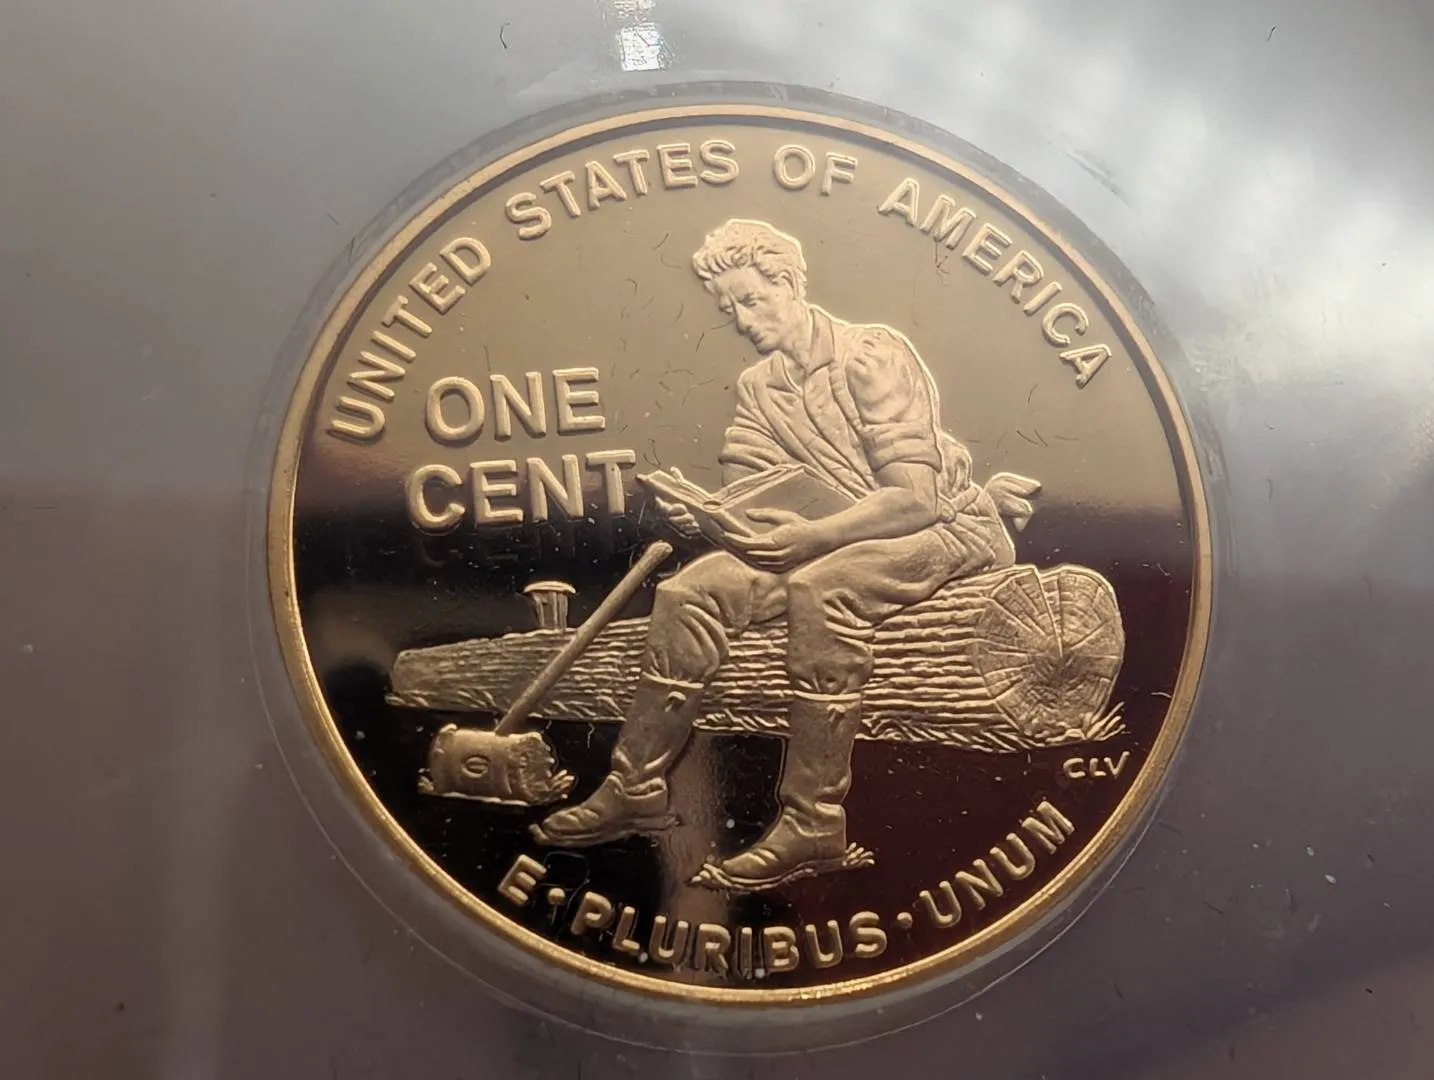 UNITED STATES OF AMERICA
ONE
CENT
CLV
E·PLURIBUS·UNUM